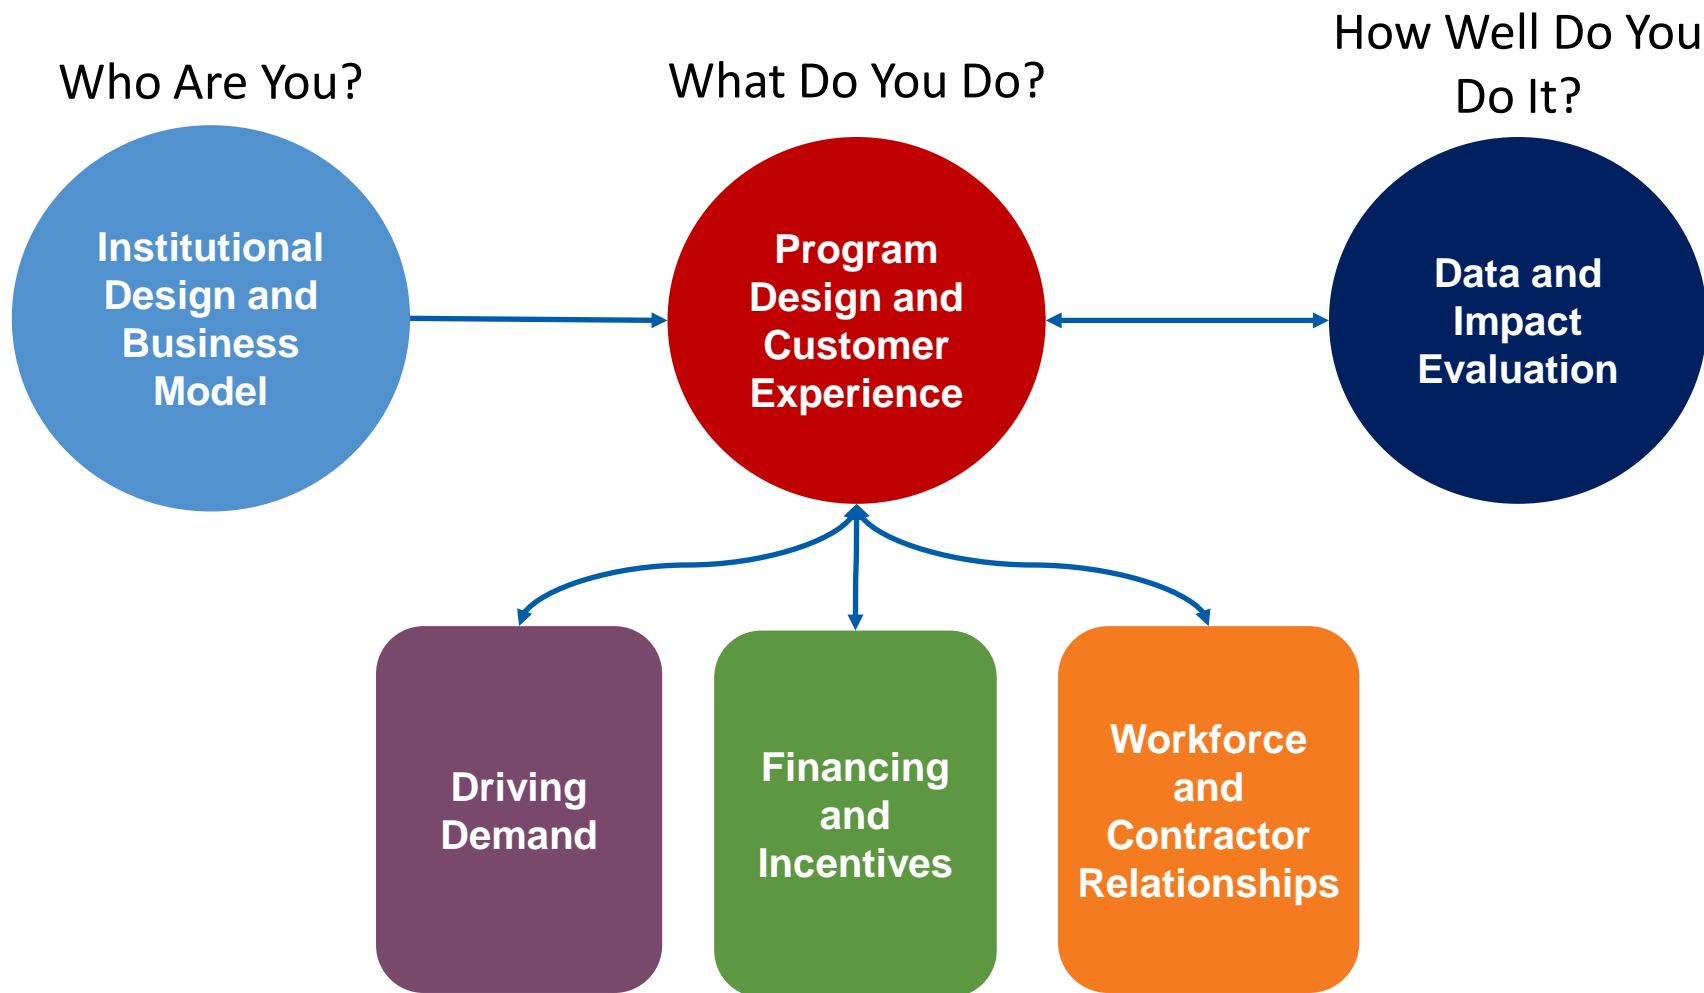 Who Are You?
What Do You Do?
How Well Do You
Do It?
Institutional
Design and
Business
Model
Program
Design and
Customer
Experience
Data and
Impact
Evaluation
Driving
Demand
Financing
and
Incentives
Workforce
and
Contractor
Relationships